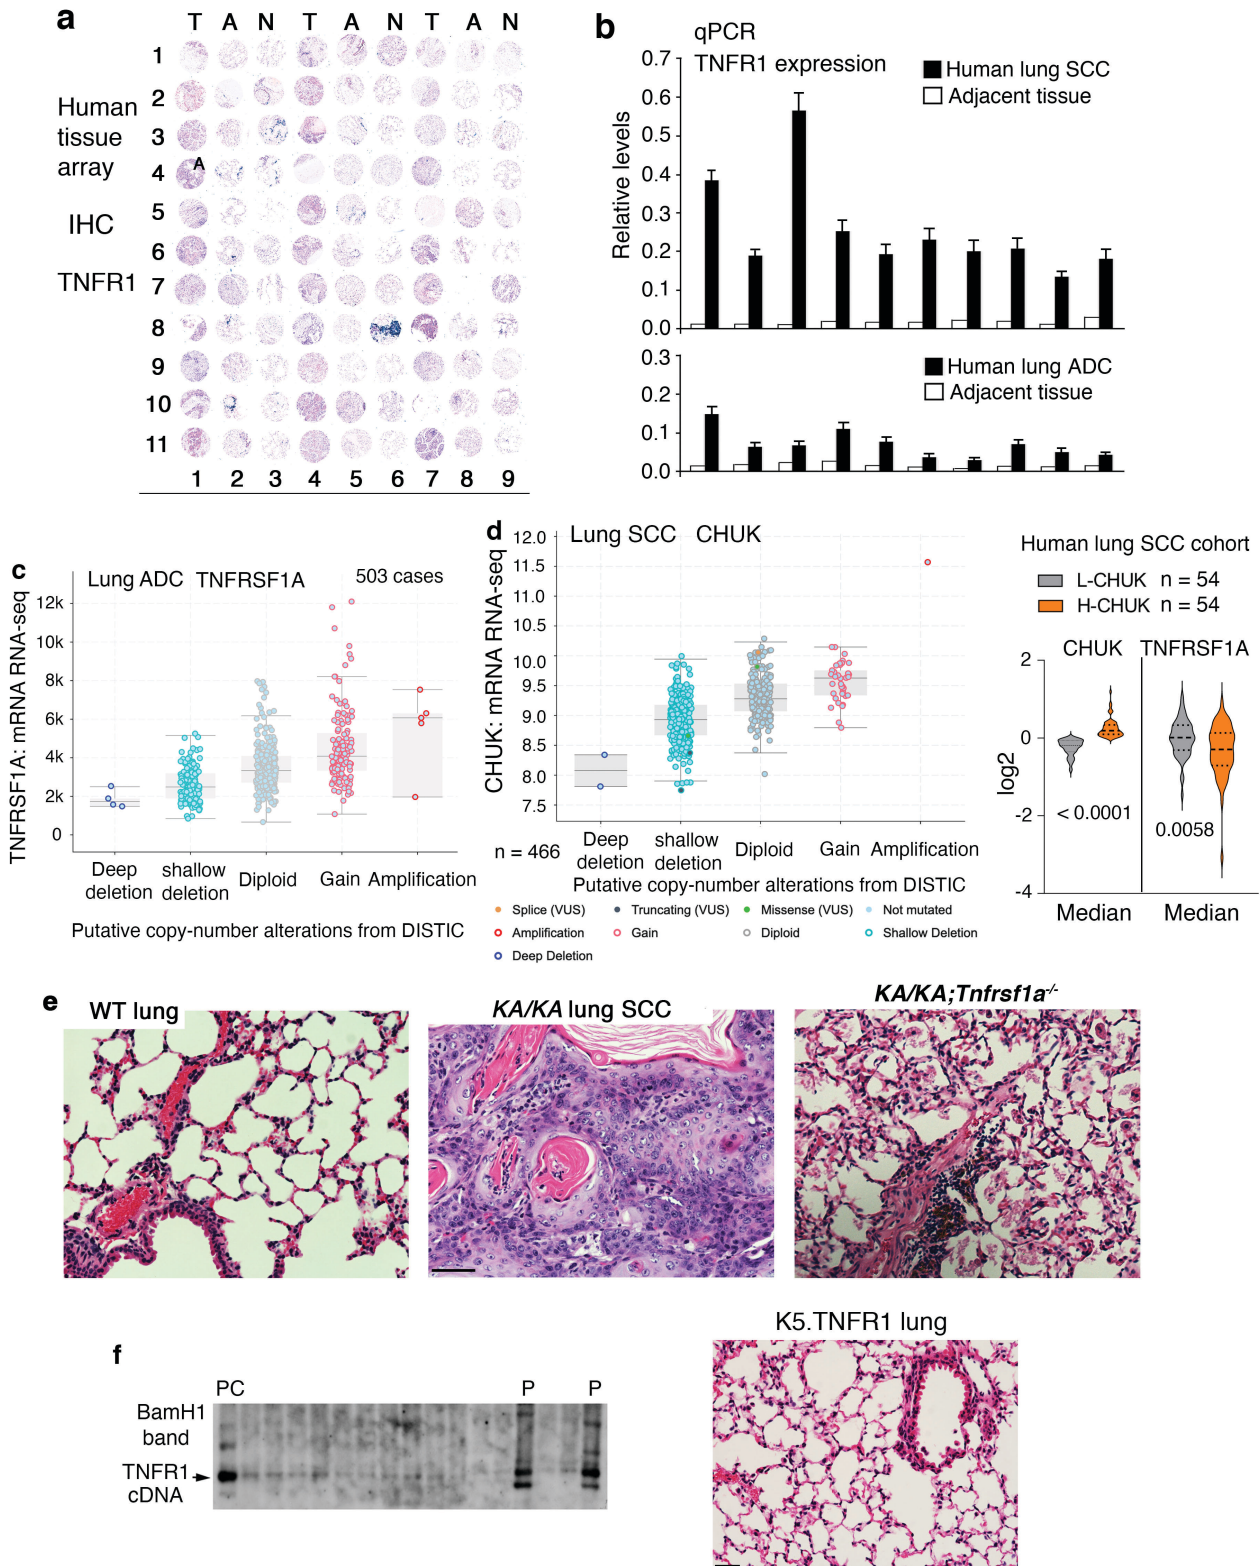 a
T A N T A N T A N
1
2
3
4
5
6
7
8
9
10
11
Human
tissue
array
IHC
TNFR1
A
1 2 3 4 5 6 7 8 9
b
qPCR
TNFR1 expression
Human lung SCC
Adjacent tissue
Relative levels
0.7
0.6
0.5
0.4
0.3
0.2
0.1
0.0
Human lung ADC
Adjacent tissue
0.3
0.2
0.1
0.0
c
Lung ADC TNFRSF1A 503 cases
TNFRSF1A: mRNA RNA-seq
12k
10k
8k
6k
4k
2k
0
Deep deletion
shallow deletion
Diploid
Gain
Amplification
Putative copy-number alterations from DISTIC
d
Lung SCC CHUK
CHUK: mRNA RNA-seq
12.0
11.5
11.0
10.5
10.0
9.5
9.0
8.5
8.0
7.5
n = 466
Deep deletion
shallow deletion
Diploid
Gain
Amplification
Putative copy-number alterations from DISTIC
Splice (VUS) Truncating (VUS) Missense (VUS) Not mutated
Amplification Gain Diploid Shallow Deletion
Deep Deletion
Human lung SCC cohort
L-CHUK n = 54
H-CHUK n = 54
CHUK TNFRSF1A
log2
2
0
-2
-4
< 0.0001
0.0058
Median Median
e
WT lung
KA/KA lung SCC
KA/KA;Tnfrsf1a-/-
K5.TNFR1 lung
f
PC P P
BamH1
band
TNFR1
cDNA